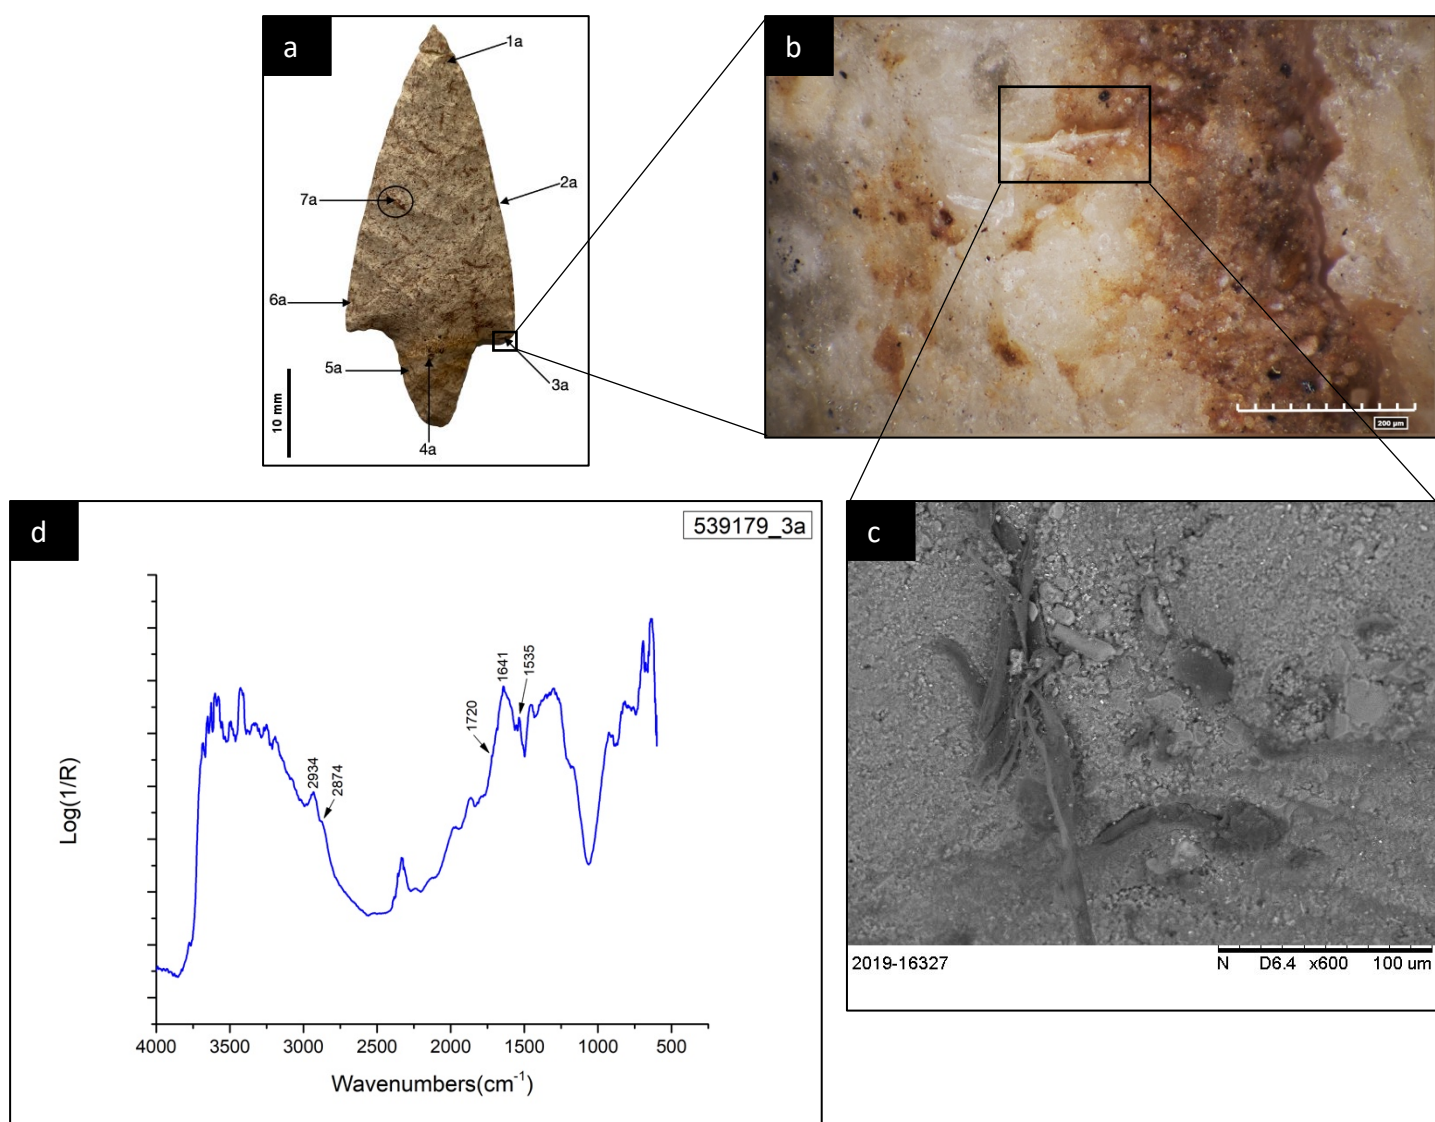 a
1a
2a
7a
6a
5a
3a
4a
10 mm
b
200 µm
d
539179_3a
1641
1535
1720
2934
2874
Log(1/R)
4000 3500 3000 2500 2000 1500 1000 500
Wavenumbers(cm⁻¹)
c
2019-16327 N D6.4 x600 100 um